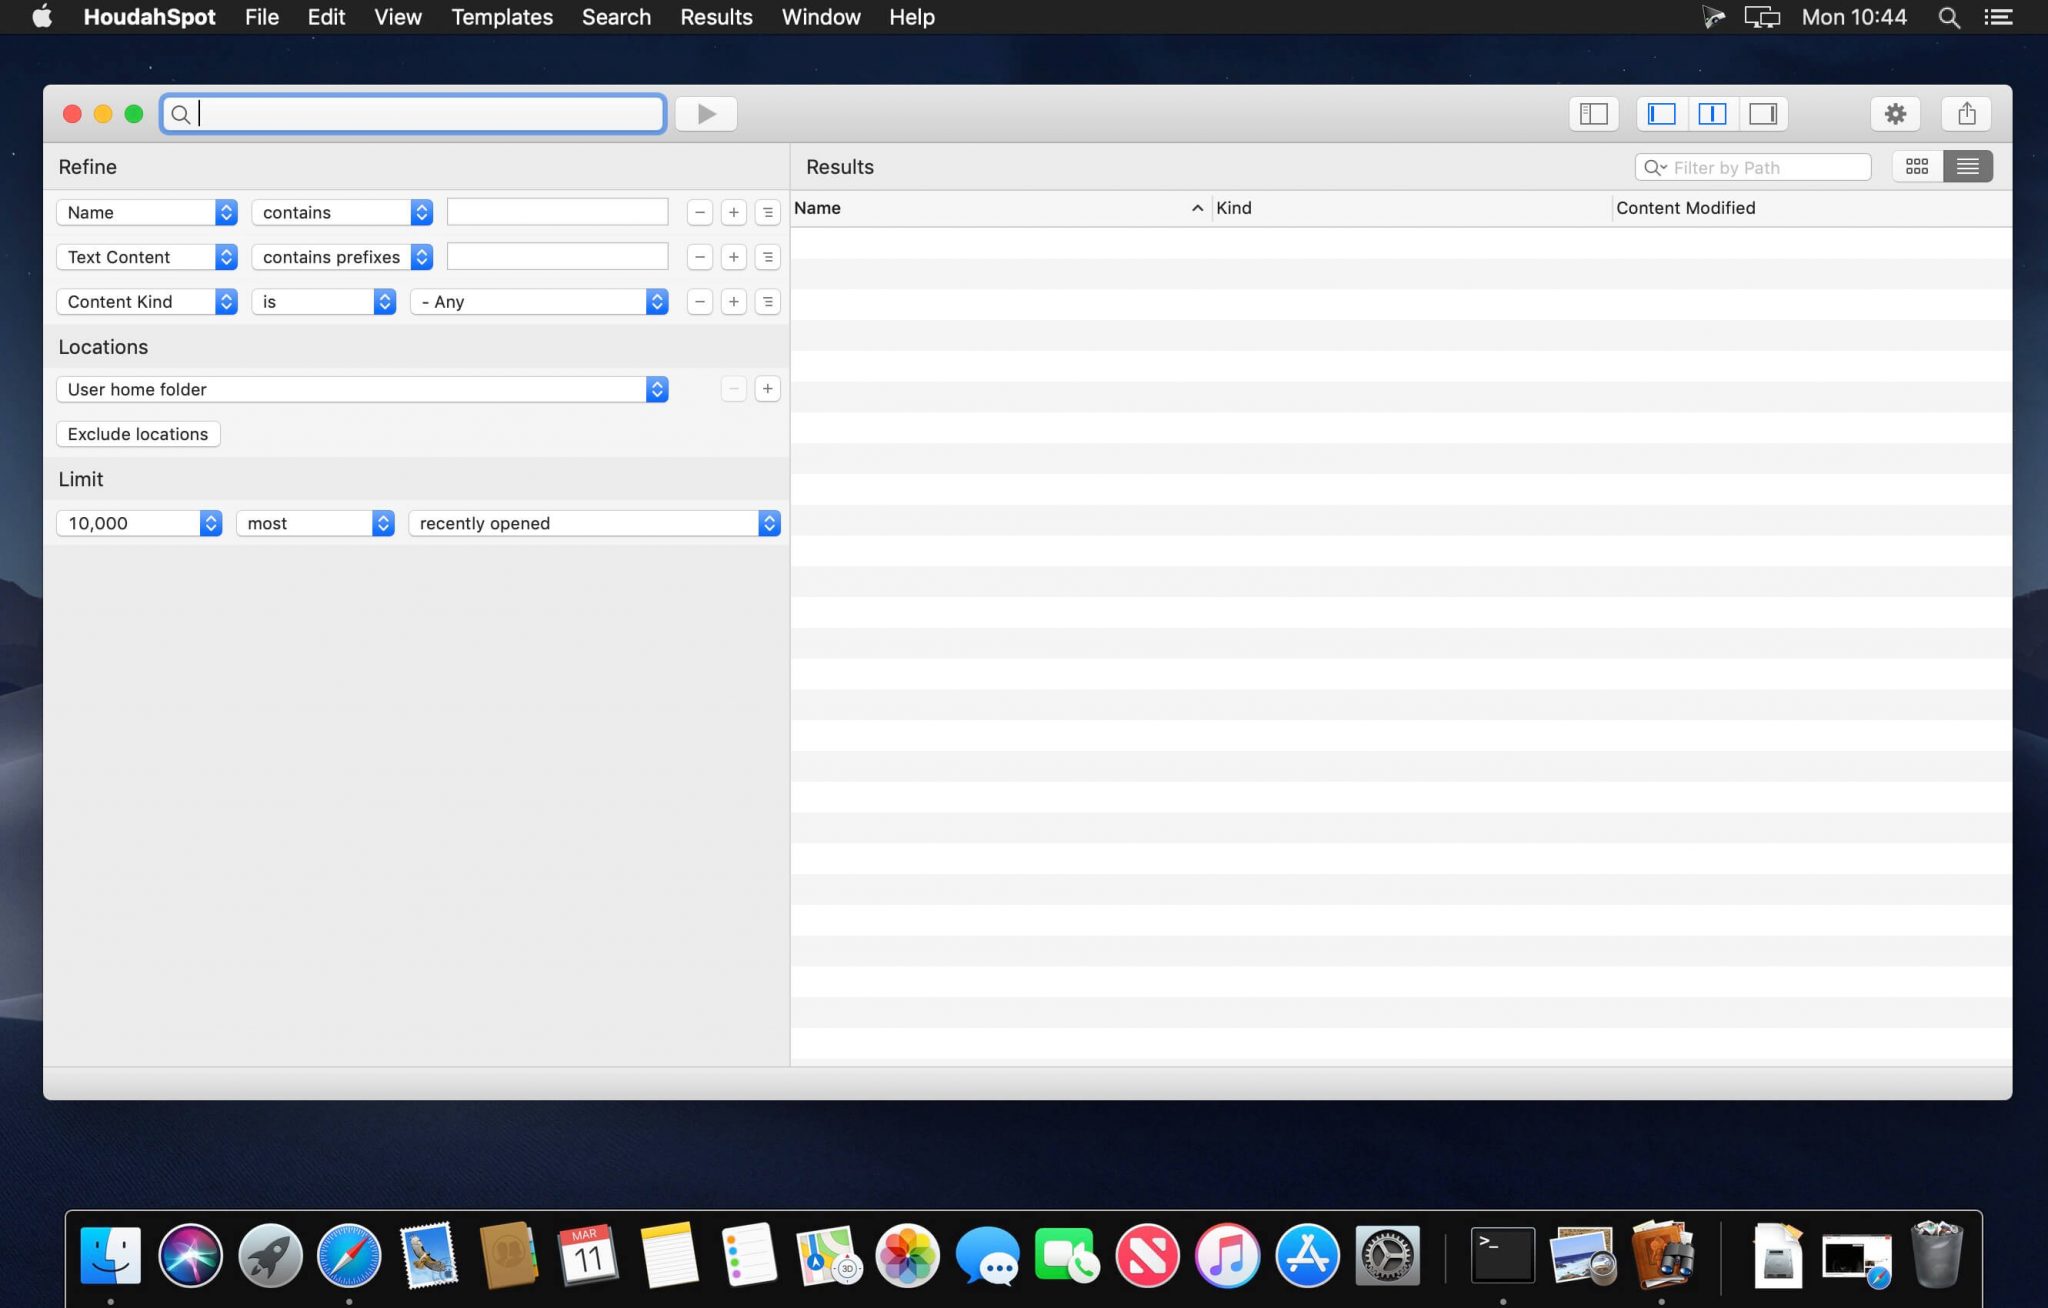 HoudahSpot File Edit View Templates Search Results Window Help Mon 10:44
Refine
Results
Filter by Path
Name contains
Name Kind Content Modified
Text Content contains prefixes
Content Kind is - Any
Locations
User home folder
Exclude locations
Limit
10,000 most recently opened
MAR
11
3D
>_